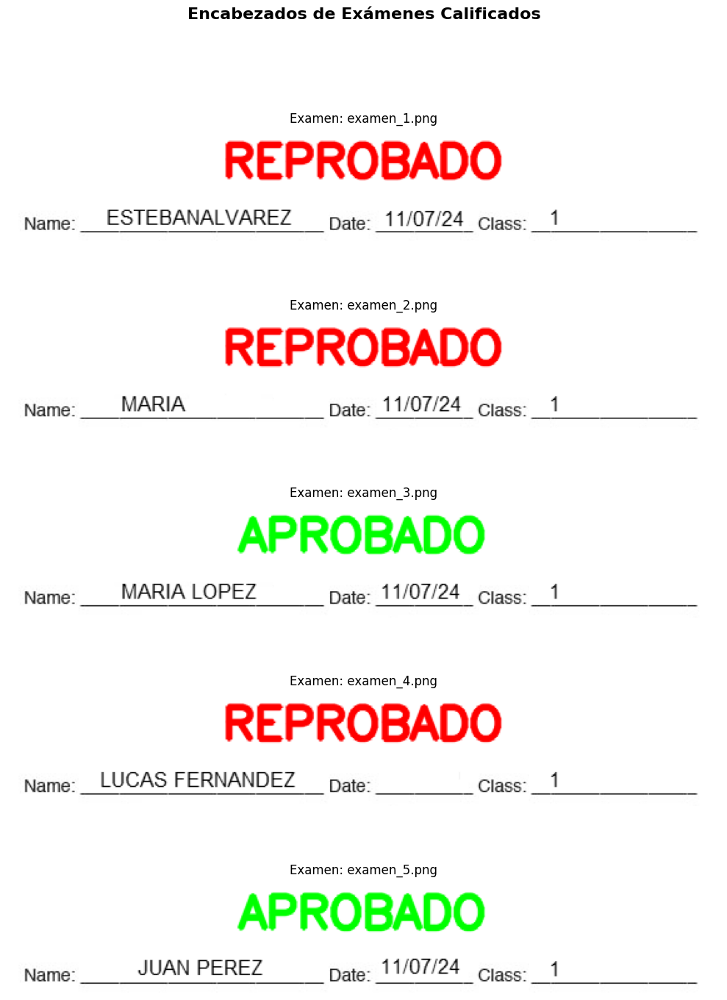 Encabezados de Exámenes Calificados
Examen: examen_1.png
REPROBADO
Name: ESTEBANALVAREZ Date: 11/07/24 Class: 1
Examen: examen_2.png
REPROBADO
Name: MARIA Date: 11/07/24 Class: 1
Examen: examen_3.png
APROBADO
Name: MARIA LOPEZ Date: 11/07/24 Class: 1
Examen: examen_4.png
REPROBADO
Name: LUCAS FERNANDEZ Date: Class: 1
Examen: examen_5.png
APROBADO
Name: JUAN PEREZ Date: 11/07/24 Class: 1